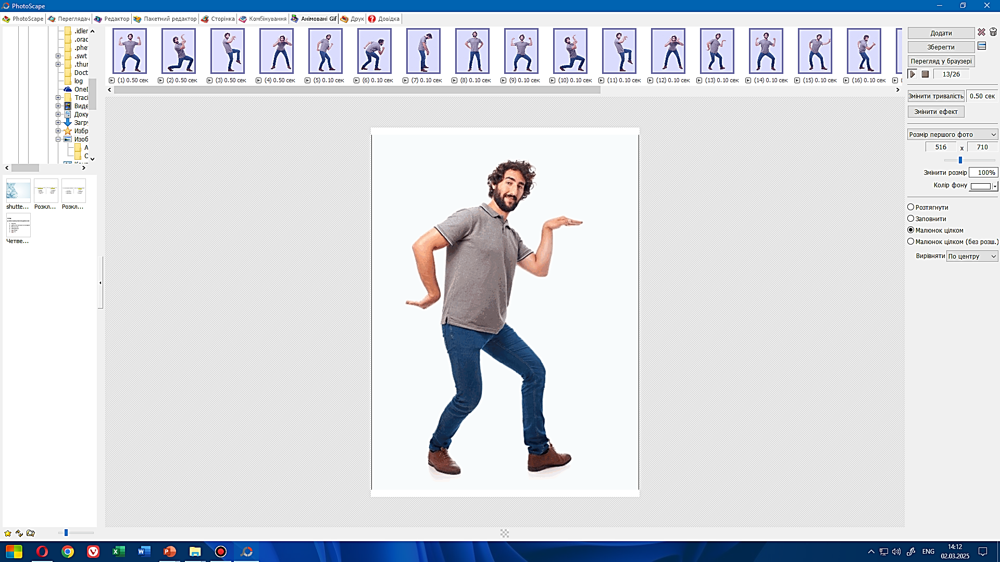 PhotoScape
PhotoScape
Переглядач
Редактор
Пакетний редактор
Сторінка
Комбінування
Анімовані Gif
Друк
Довідка
.idler
.orac
.phet
.swt
.thur
Doct
log
OneD
Traci
Виде
Доку
Загру
Избр
Изоб
A
C
shutte...
Розкл...
Розкл...
Четве...
(1) 0.50 сек
(2) 0.50 сек
(3) 0.50 сек
(4) 0.50 сек
(5) 0.10 сек
(6) 0.10 сек
(7) 0.10 сек
(8) 0.10 сек
(9) 0.10 сек
(10) 0.10 сек
(11) 0.10 сек
(12) 0.10 сек
(13) 0.10 сек
(14) 0.10 сек
(15) 0.10 сек
(16) 0.10 сек
Додати
Зберегти
Перегляд у браузері
13/26
Змінити тривалість 0.50 сек
Змінити ефект
Розмір першого фото
516 x 710
Змінити розмір 100%
Колір фону
Розтягнути
Заповнити
Малюнок цілком
Малюнок цілком (без розш.)
Вирівняти По центру
ENG
14:12
02.03.2025